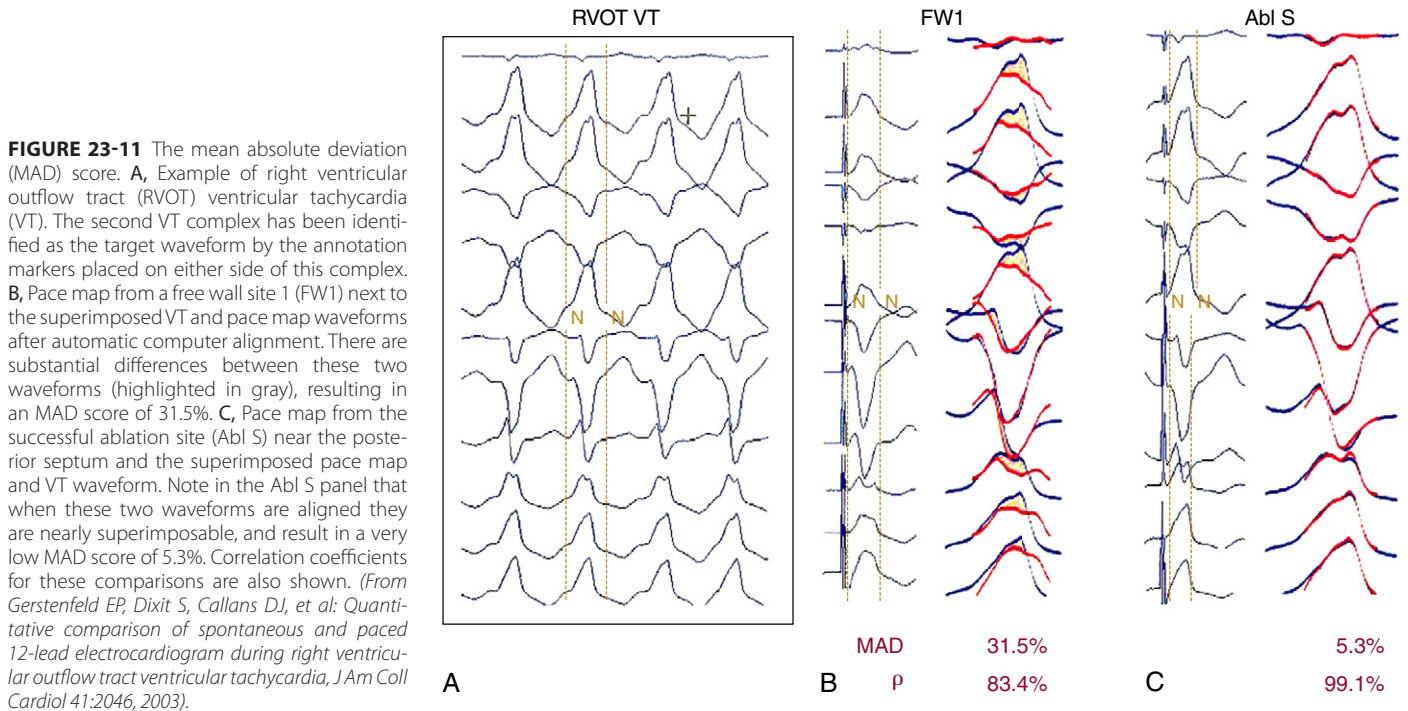 FIGURE 23-11 The mean absolute deviation
(MAD) score. A, Example of right ventricular
outflow tract (RVOT) ventricular tachycardia
(VT). The second VT complex has been identi-
fied as the target waveform by the annotation
markers placed on either side of this complex.
B, Pace map from a free wall site 1 (FW1) next to
the superimposed VT and pace map waveforms
after automatic computer alignment. There are
substantial differences between these two
waveforms (highlighted in gray), resulting in
an MAD score of 31.5%. C, Pace map from the
successful ablation site (Abl S) near the poste-
rior septum and the superimposed pace map
and VT waveform. Note in the Abl S panel that
when these two waveforms are aligned they
are nearly superimposable, and result in a very
low MAD score of 5.3%. Correlation coefficients
for these comparisons are also shown. (From
Gerstenfeld EP, Dixit S, Callans DJ, et al: Quanti-
tative comparison of spontaneous and paced
12-lead electrocardiogram during right ventricu-
lar outflow tract ventricular tachycardia, J Am Coll
Cardiol 41:2046, 2003).
RVOT VT
N N
A
FW1
N N
MAD 31.5%
B ρ 83.4%
Abl S
N N
5.3%
C 99.1%